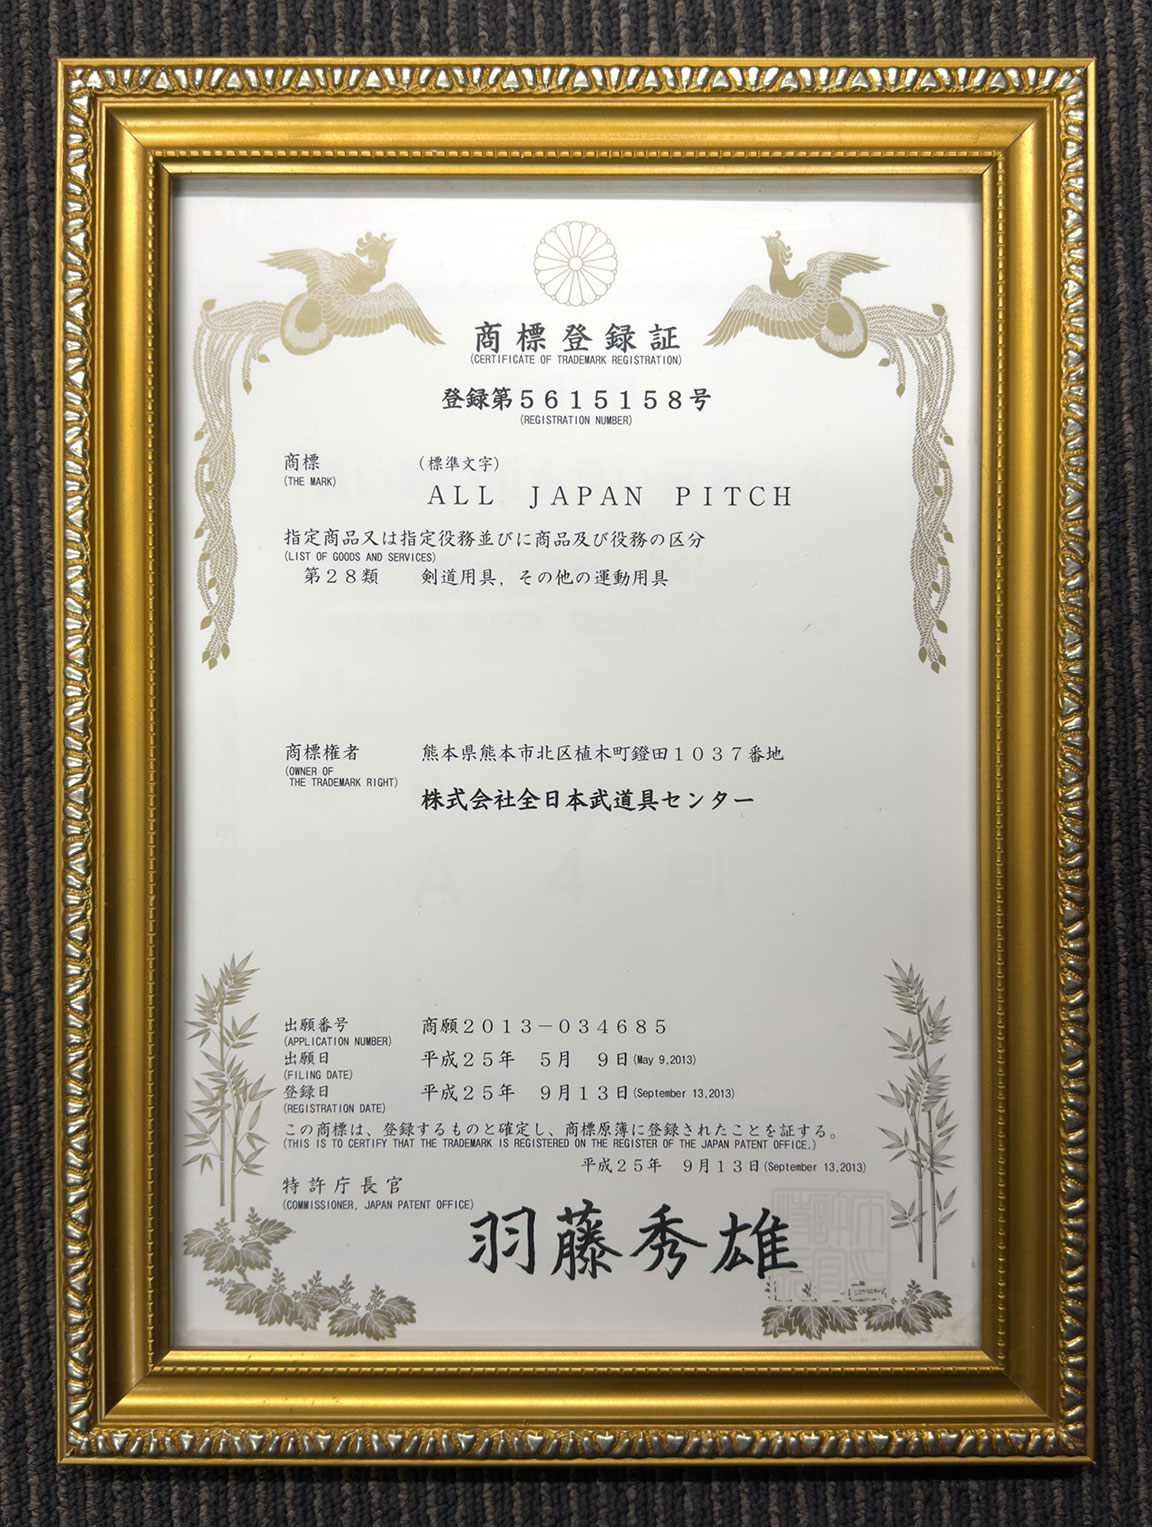 商標登録証
(CERTIFICATE OF TRADEMARK REGISTRATION)
登録第5615158号
(REGISTRATION NUMBER)
商標 (標準文字)
(THE MARK)
ALL JAPAN PITCH
指定商品又は指定役務並びに商品及び役務の区分
(LIST OF GOODS AND SERVICES)
第28類 剣道用具,その他の運動用具
商標権者 熊本県熊本市北区植木町鐙田1037番地
(OWNER OF
THE TRADEMARK RIGHT)
株式会社全日本武道具センター
出願番号 商願2013-034685
(APPLICATION NUMBER)
出願日 平成25年 5月 9日(May 9,2013)
(FILING DATE)
登録日 平成25年 9月13日(September 13,2013)
(REGISTRATION DATE)
この商標は、登録するものと確定し、商標原簿に登録されたことを証する。
(THIS IS TO CERTIFY THAT THE TRADEMARK IS REGISTERED ON THE REGISTER OF THE JAPAN PATENT OFFICE.)
平成25年 9月13日(September 13,2013)
特許庁長官
(COMMISSIONER, JAPAN PATENT OFFICE)
羽藤秀雄